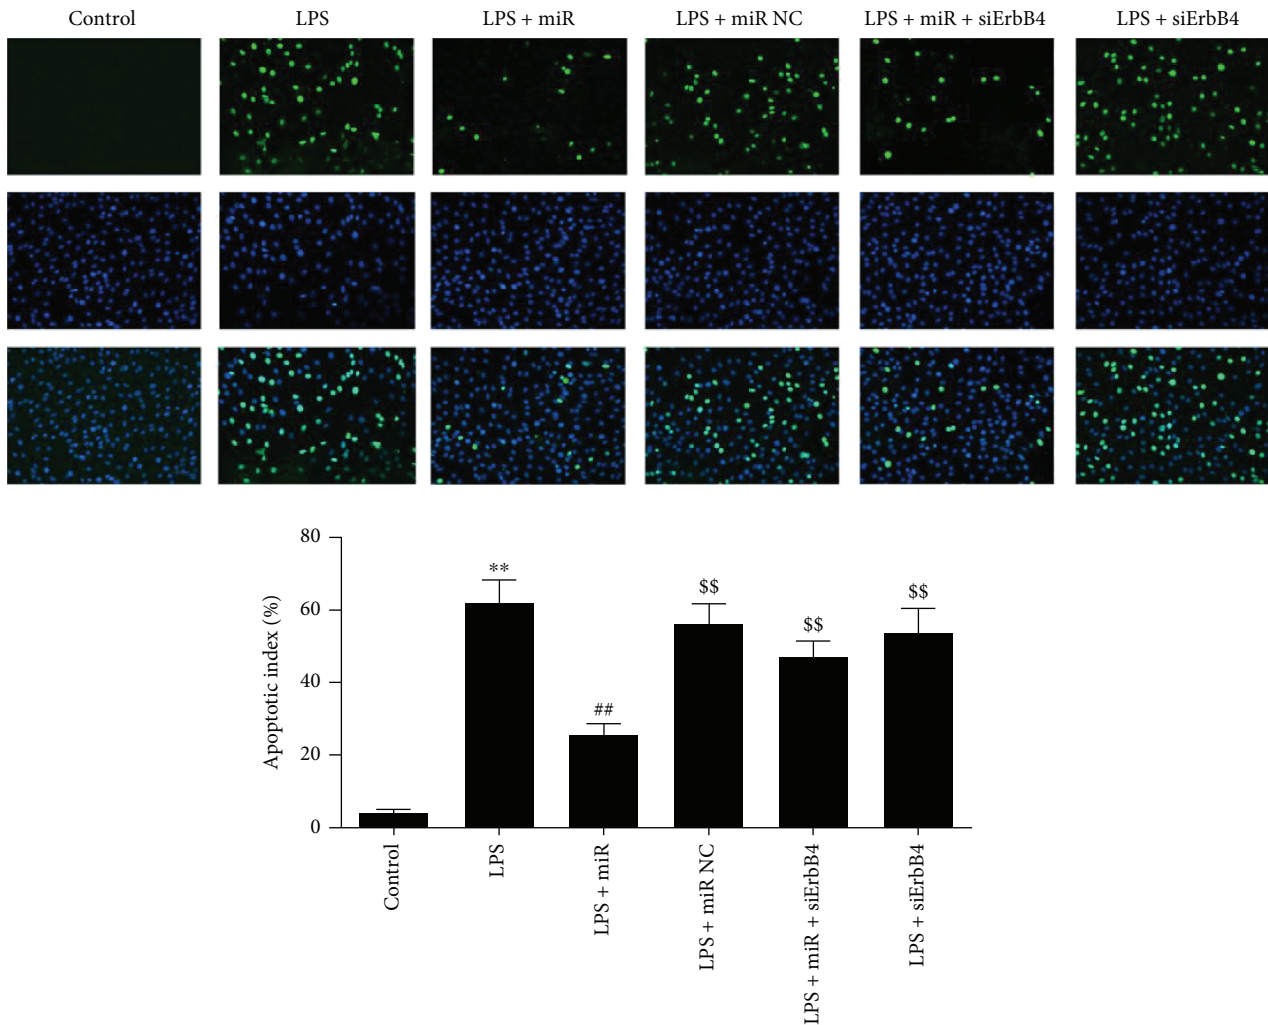 Control LPS LPS + miR LPS + miR NC LPS + miR + siErbB4 LPS + siErbB4
80
60
40
20
0
Apoptotic index (%)
**
##
$$
$$
$$
Control
LPS
LPS + miR
LPS + miR NC
LPS + miR + siErbB4
LPS + siErbB4